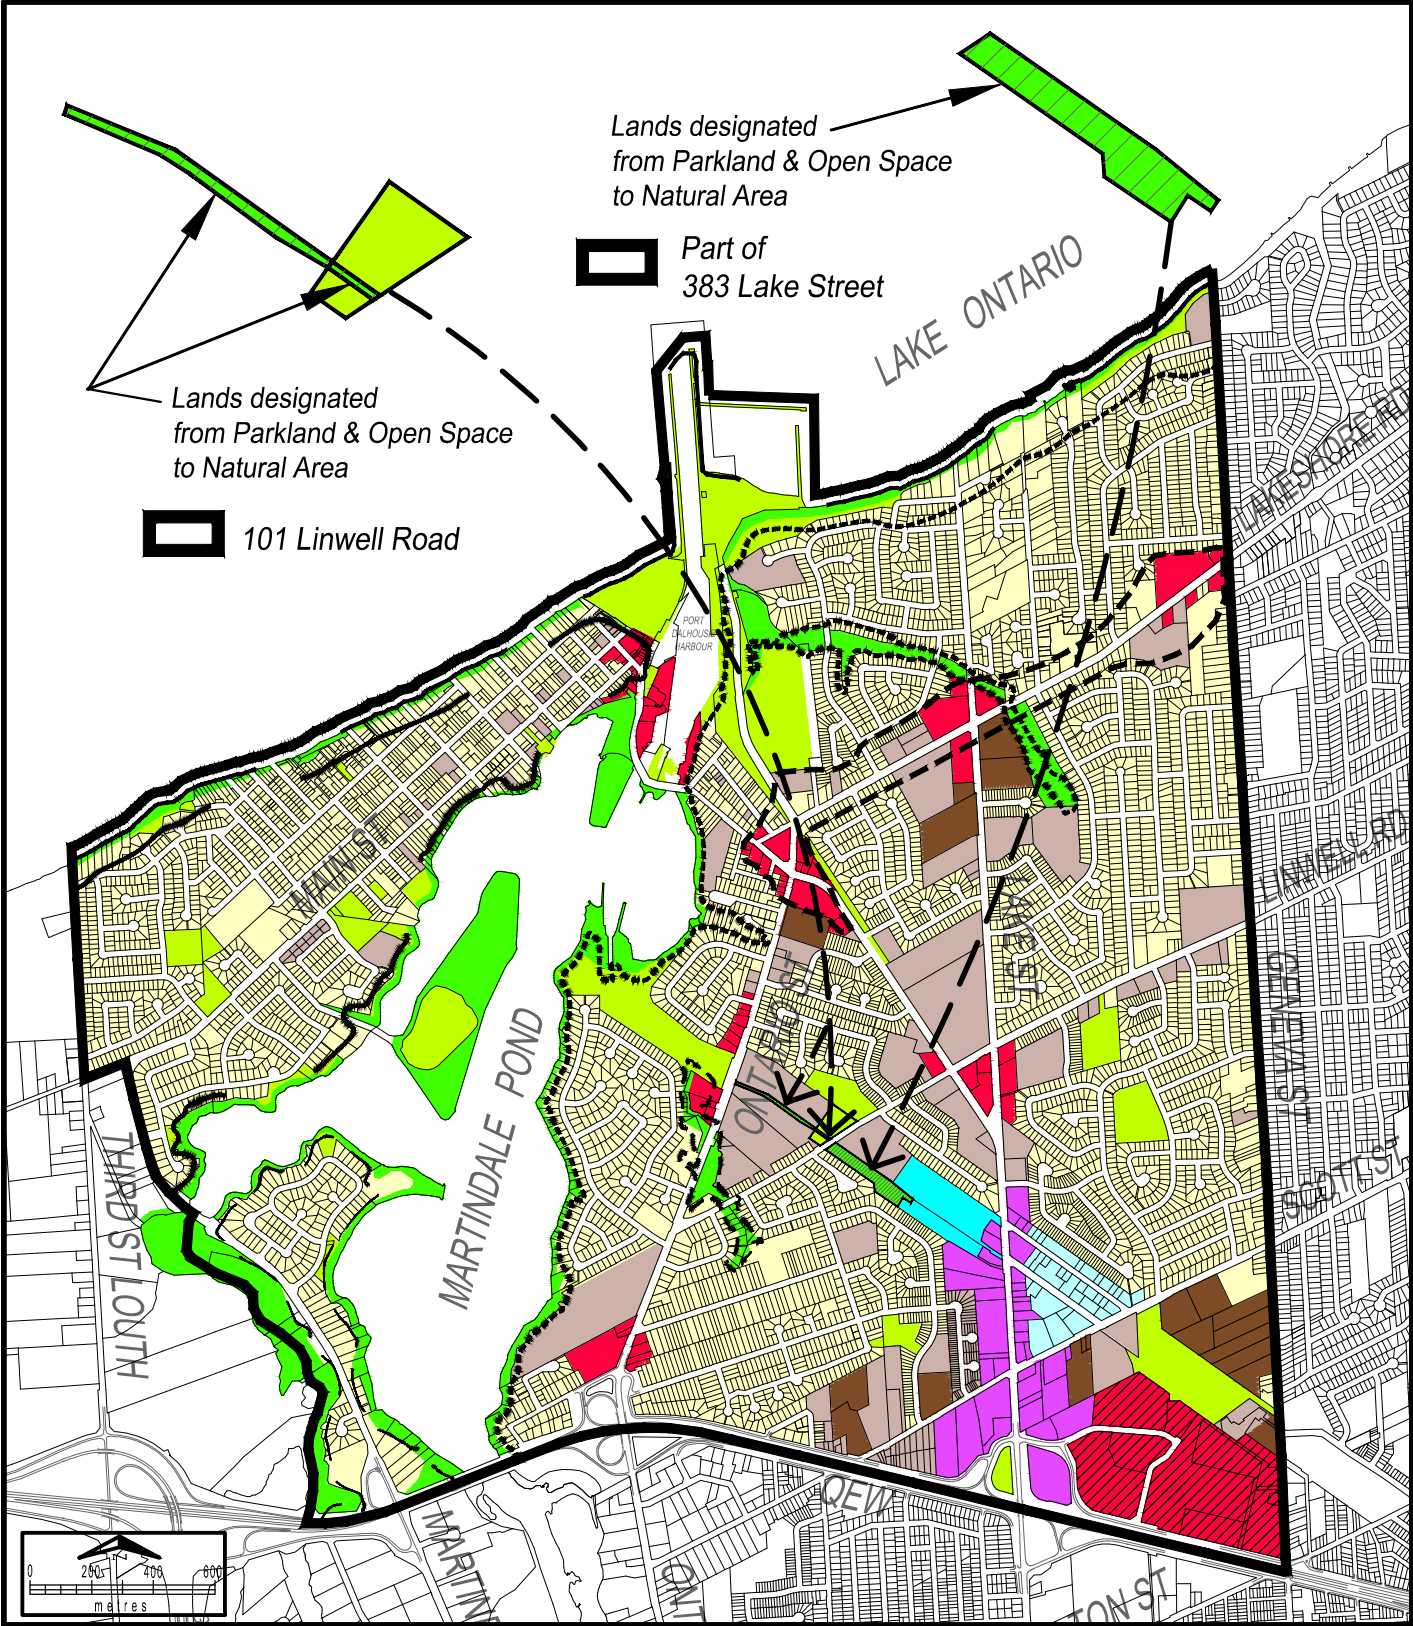 Lands designated
from Parkland & Open Space
to Natural Area
Part of
383 Lake Street
LAKE ONTARIO
Lands designated
from Parkland & Open Space
to Natural Area
101 Linwell Road
LAKESHORE RD
PORT
DALHOUSIE
HARBOUR
MAIN ST
LINWELL RD
LAKE ST
ONTARIO ST
GENEVA ST
MARTINDALE POND
THIRD ST LOUTH
SCOTT ST
QEW
MARTIN
ONT
TON ST
0 200 400 600
metres